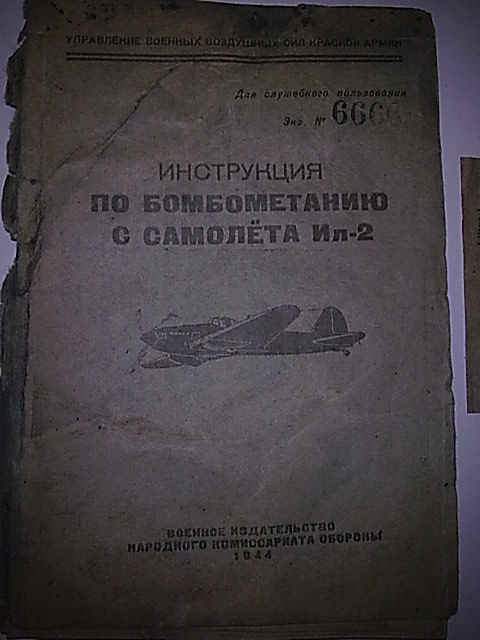 УПРАВЛЕНИЕ ВОЕННЫХ ВОЗДУШНЫХ СИЛ КРАСНОЙ АРМИИ
Для служебного пользования
Экз. № 6666
ИНСТРУКЦИЯ
ПО БОМБОМЕТАНИЮ
С САМОЛЁТА Ил-2
ВОЕННОЕ ИЗДАТЕЛЬСТВО
НАРОДНОГО КОМИССАРИАТА ОБОРОНЫ
1944